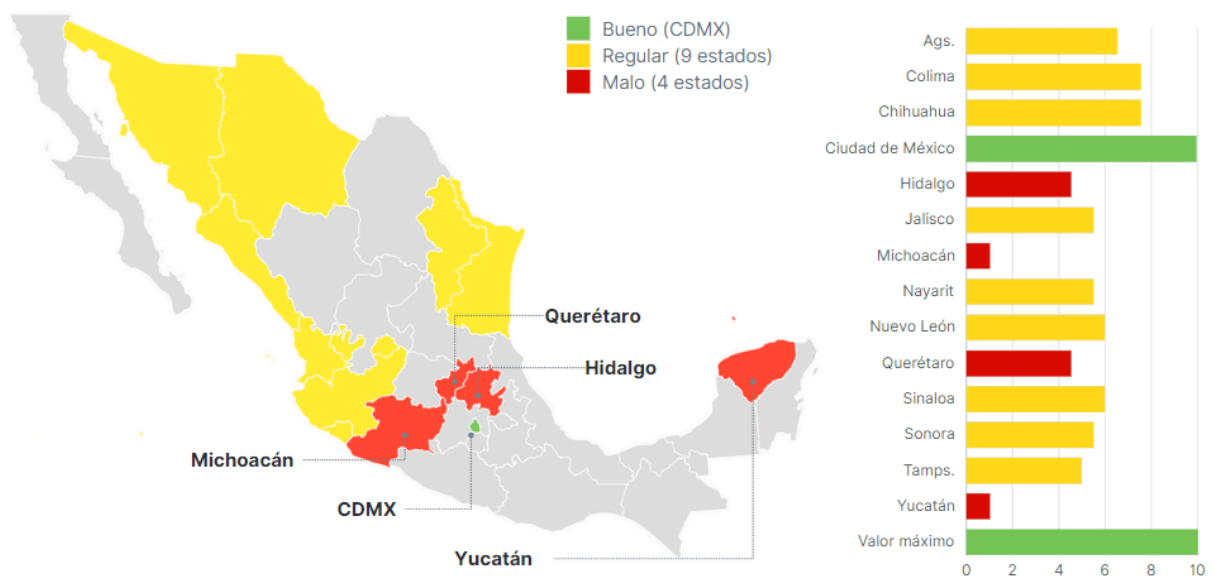 Bueno (CDMX)
Regular (9 estados)
Malo (4 estados)
Querétaro
Hidalgo
Michoacán
CDMX
Yucatán
Ags.
Colima
Chihuahua
Ciudad de México
Hidalgo
Jalisco
Michoacán
Nayarit
Nuevo León
Querétaro
Sinaloa
Sonora
Tamps.
Yucatán
Valor máximo
0 2 4 6 8 10